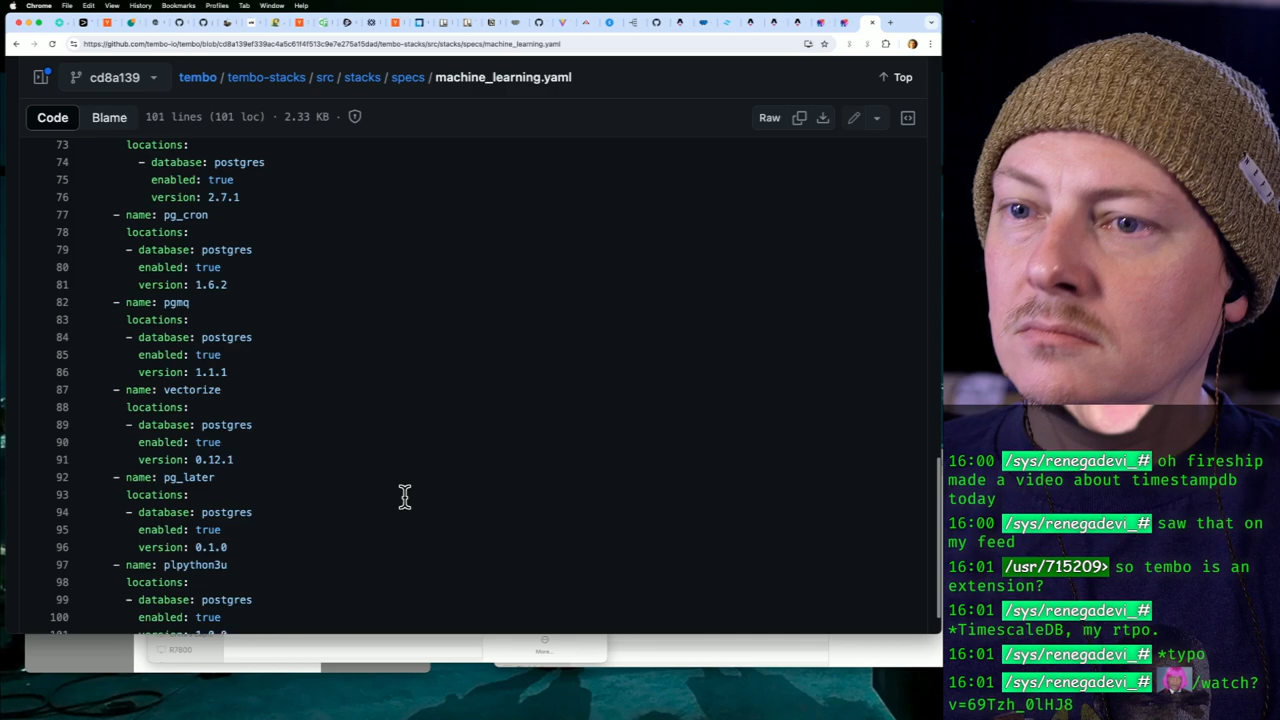 Chrome File Edit View History Bookmarks Profiles Tab Window Help
https://github.com/tembo-io/tembo/blob/cd8a139ef339ac4a5c61f4f513c9e7e275a15dad/tembo-stacks/src/stacks/specs/machine_learning.yaml
cd8a139 tembo / tembo-stacks / src / stacks / specs / machine_learning.yaml Top
Code Blame 101 lines (101 loc) · 2.33 KB Raw
73 locations:
74 - database: postgres
75 enabled: true
76 version: 2.7.1
77 - name: pg_cron
78 locations:
79 - database: postgres
80 enabled: true
81 version: 1.6.2
82 - name: pgmq
83 locations:
84 - database: postgres
85 enabled: true
86 version: 1.1.1
87 - name: vectorize
88 locations:
89 - database: postgres
90 enabled: true
91 version: 0.12.1
92 - name: pg_later
93 locations:
94 - database: postgres
95 enabled: true
96 version: 0.1.0
97 - name: plpython3u
98 locations:
99 - database: postgres
100 enabled: true
R7800
More...
16:00 /sys/renegadevi_# oh fireship
made a video about timestampdb
today
16:00 /sys/renegadevi_# saw that on
my feed
16:01 /usr/715209> so tembo is an
extension?
16:01 /sys/renegadevi_#
*TimescaleDB, my rtpo.
16:01 /sys/renegadevi_# *typo
16:01 /sys/renegadevi_# /watch?
v=69Tzh_0lHJ8